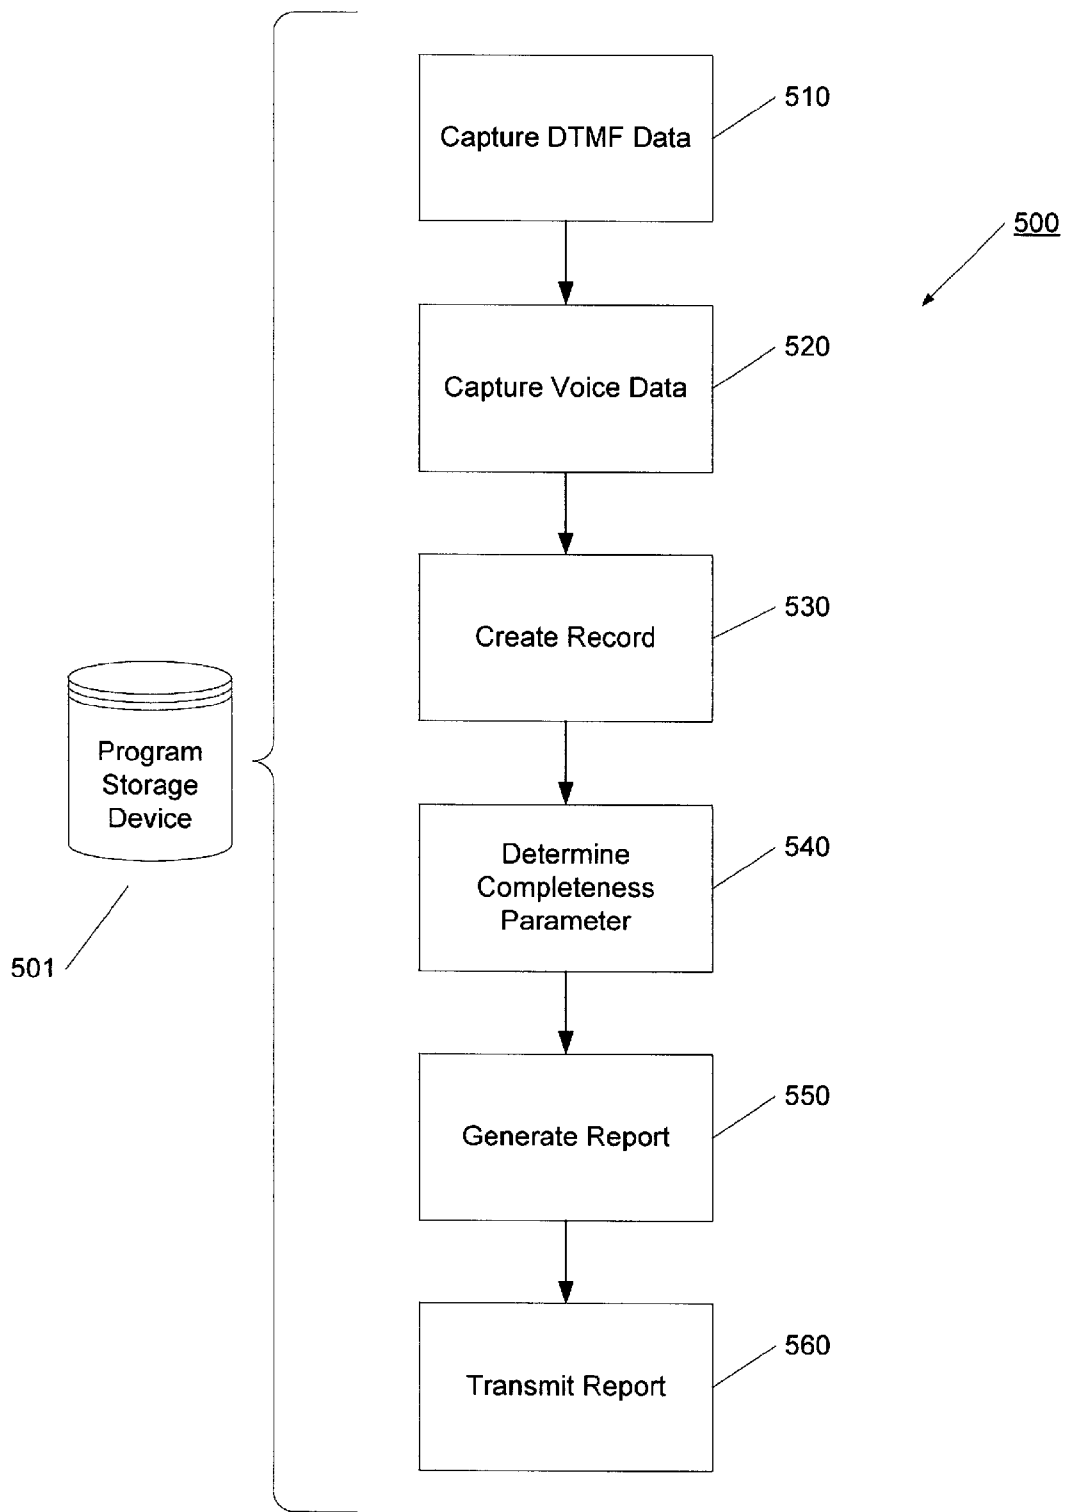 510
Capture DTMF Data
500
520
Capture Voice Data
530
Create Record
Program
Storage
Device
540
Determine
Completeness
Parameter
501
550
Generate Report
560
Transmit Report